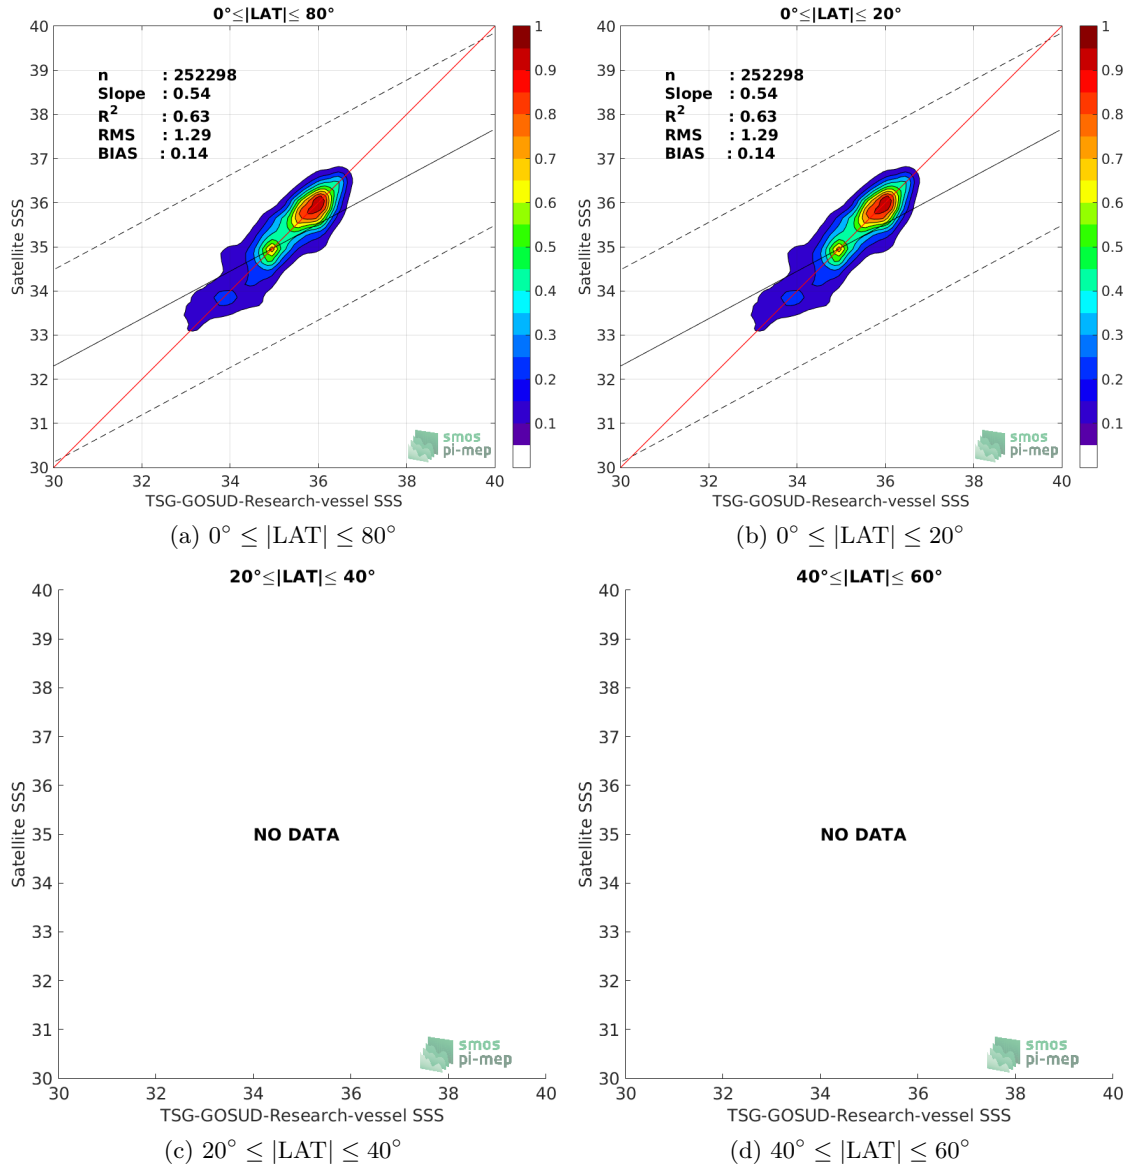 0°≤|LAT|≤ 80°
40
39
38
37
36
35
34
33
32
31
30
Satellite SSS
n : 252298
Slope : 0.54
R² : 0.63
RMS : 1.29
BIAS : 0.14
smos
pi-mep
30 32 34 36 38 40
TSG-GOSUD-Research-vessel SSS
1
0.9
0.8
0.7
0.6
0.5
0.4
0.3
0.2
0.1
(a) 0° ≤ |LAT| ≤ 80°
0°≤|LAT|≤ 20°
40
39
38
37
36
35
34
33
32
31
30
Satellite SSS
n : 252298
Slope : 0.54
R² : 0.63
RMS : 1.29
BIAS : 0.14
smos
pi-mep
30 32 34 36 38 40
TSG-GOSUD-Research-vessel SSS
1
0.9
0.8
0.7
0.6
0.5
0.4
0.3
0.2
0.1
(b) 0° ≤ |LAT| ≤ 20°
20°≤|LAT|≤ 40°
40
39
38
37
36
35
34
33
32
31
30
Satellite SSS
NO DATA
smos
pi-mep
30 32 34 36 38 40
TSG-GOSUD-Research-vessel SSS
(c) 20° ≤ |LAT| ≤ 40°
40°≤|LAT|≤ 60°
40
39
38
37
36
35
34
33
32
31
30
Satellite SSS
NO DATA
smos
pi-mep
30 32 34 36 38 40
TSG-GOSUD-Research-vessel SSS
(d) 40° ≤ |LAT| ≤ 60°